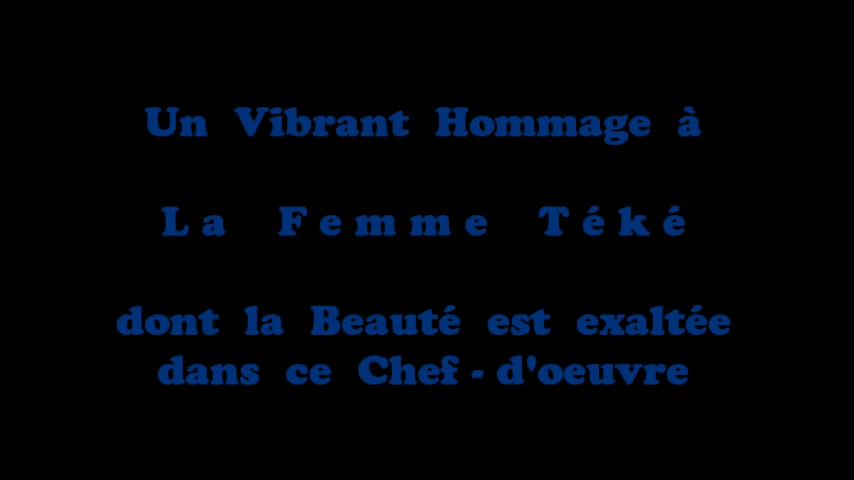 Un Vibrant Hommage à
La Femme Téké
dont la Beauté est exaltée
dans ce Chef - d'oeuvre